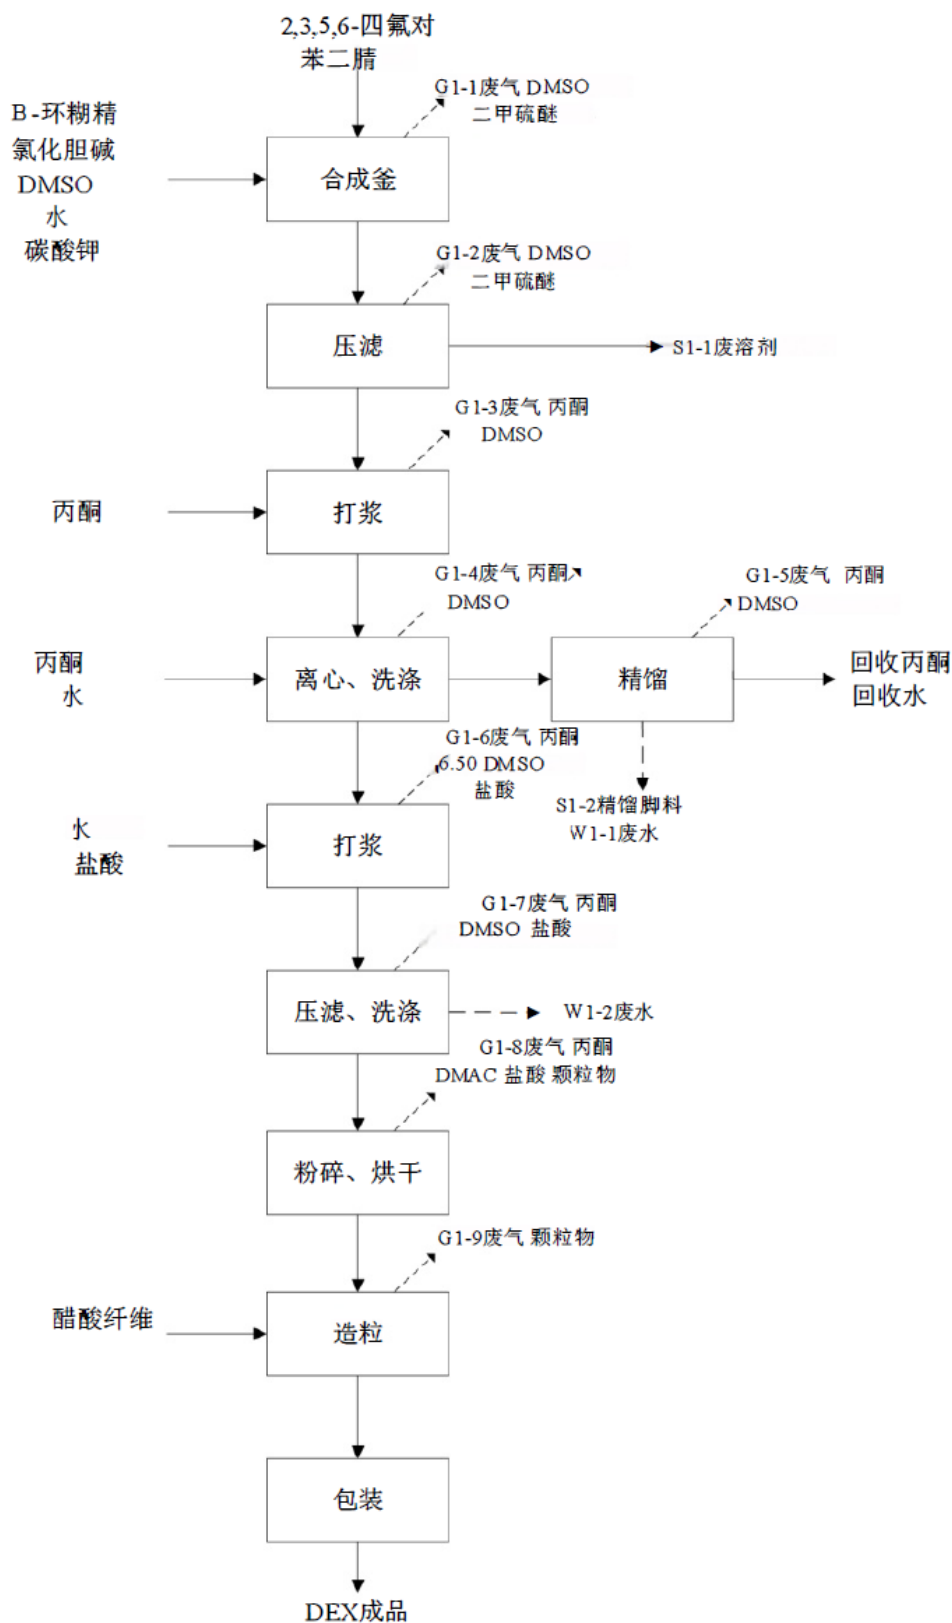 2,3,5,6-四氟对
苯二腈
G1-1废气 DMSO
二甲硫醚
B-环糊精
氯化胆碱
DMSO
水
碳酸钾
合成釜
G1-2废气 DMSO
二甲硫醚
压滤
S1-1废溶剂
G1-3废气 丙酮
DMSO
丙酮
打浆
G1-4废气 丙酮
DMSO
G1-5废气 丙酮
DMSO
丙酮
水
离心、洗涤
精馏
回收丙酮
回收水
G1-6废气 丙酮
6.50 DMSO
盐酸
S1-2精馏脚料
W1-1废水
水
盐酸
打浆
G1-7废气 丙酮
DMSO 盐酸
压滤、洗涤
W1-2废水
G1-8废气 丙酮
DMAC 盐酸 颗粒物
粉碎、烘干
G1-9废气 颗粒物
醋酸纤维
造粒
包装
DEX成品